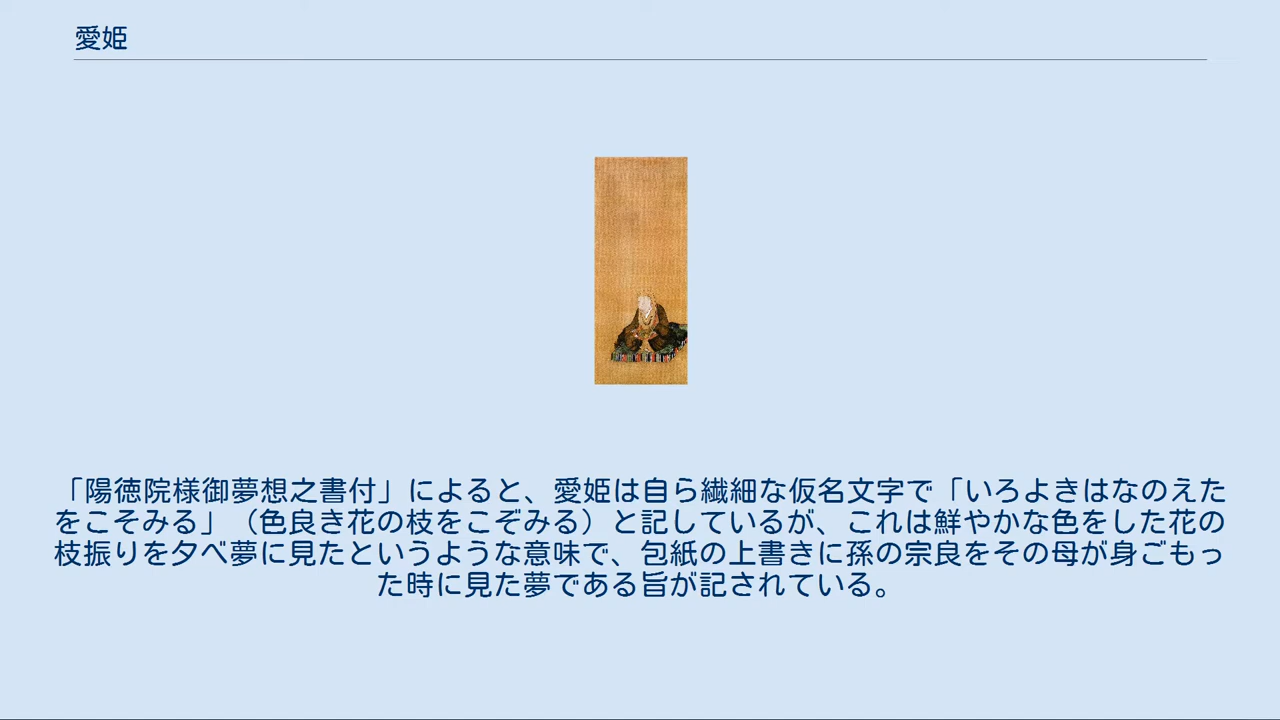 愛姫
「陽徳院様御夢想之書付」によると、愛姫は自ら繊細な仮名文字で「いろよきはなのえた
をこそみる」（色良き花の枝をこぞみる）と記しているが、これは鮮やかな色をした花の
枝振りを夕べ夢に見たというような意味で、包紙の上書きに孫の宗良をその母が身ごもっ
た時に見た夢である旨が記されている。